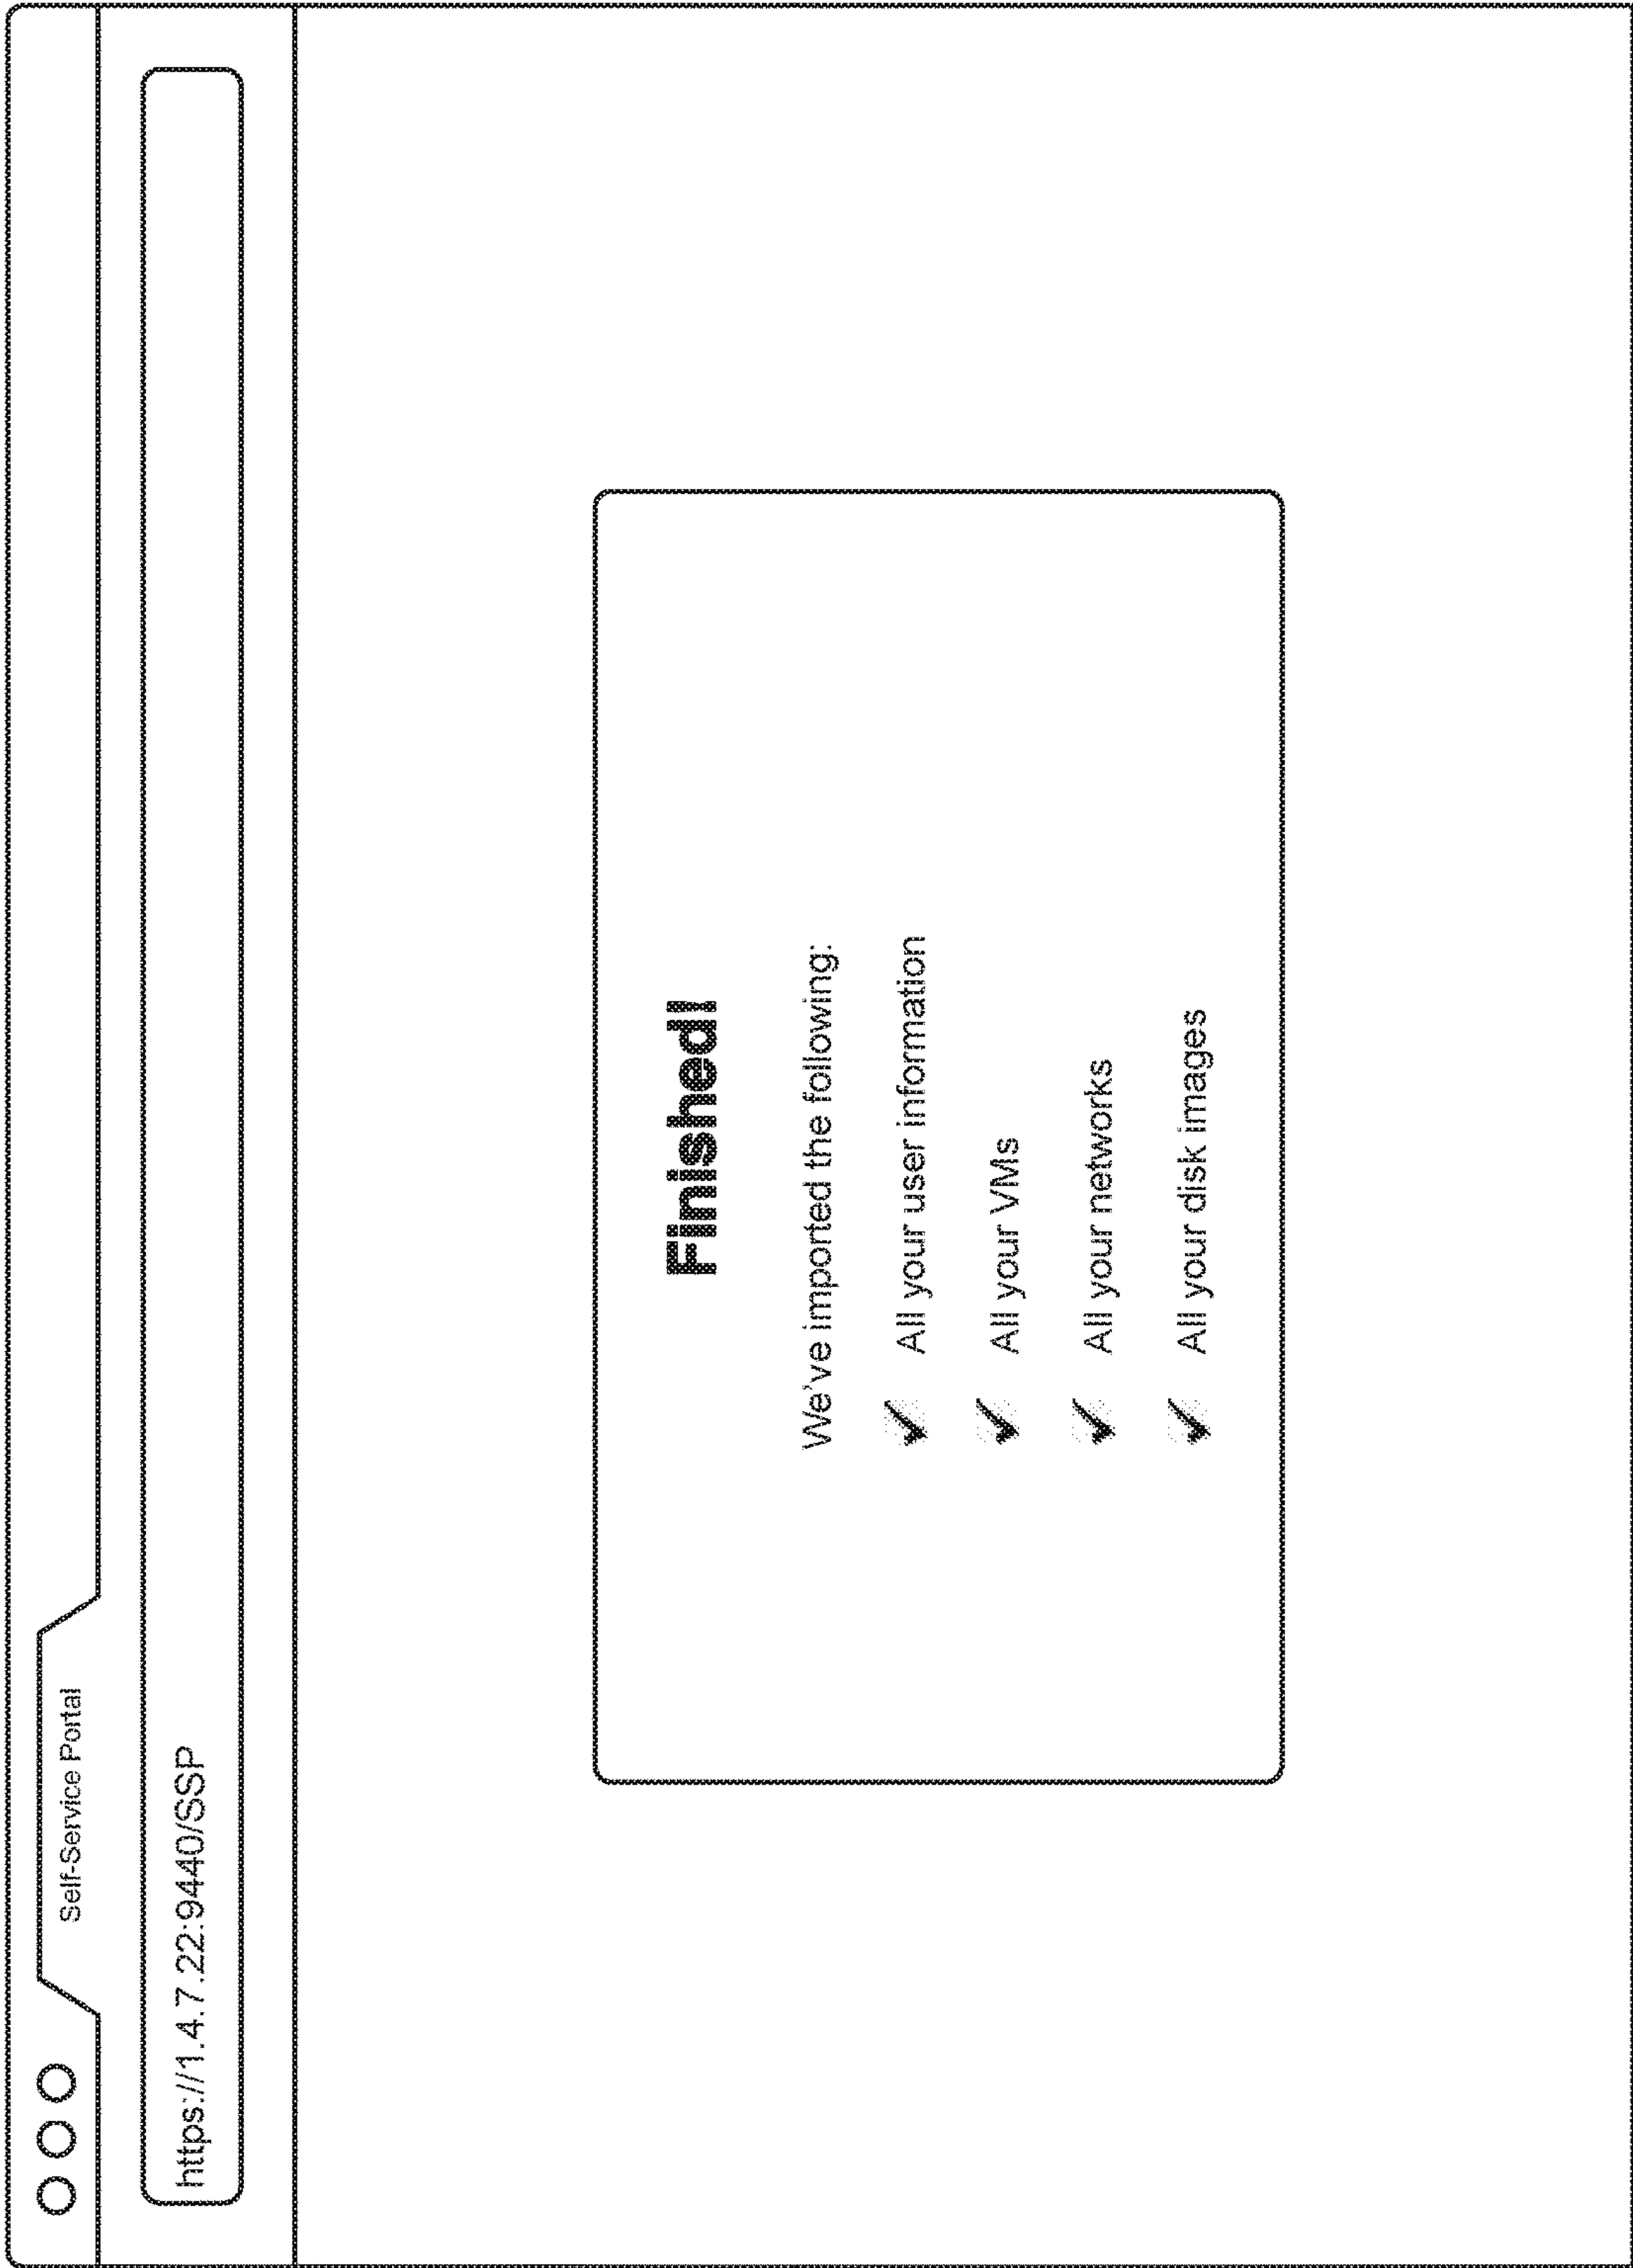 Self-Service Portal
https://1.4.7.22:9440/SSP
Finished!
We've imported the following:
All your user information
All your VMs
All your networks
All your disk images